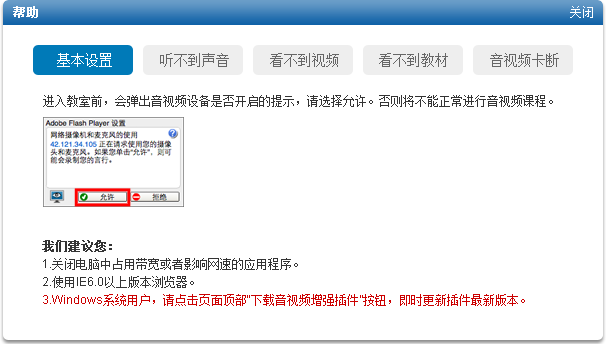 帮助 关闭
基本设置 听不到声音 看不到视频 看不到教材 音视频卡断
进入教室前，会弹出音视频设备是否开启的提示，请选择允许。否则将不能正常进行音视频课程。
Adobe Flash Player 设置
网络摄像机和麦克风的使用
42.121.34.105 正在请求使用您的摄像
头和麦克风。如果您单击“允许”，则可
能会录制您的言行。
允许 拒绝
我们建议您：
1.关闭电脑中占用带宽或者影响网速的应用程序。
2.使用IE6.0以上版本浏览器。
3.Windows系统用户，请点击页面顶部"下载音视频增强插件"按钮，即时更新插件最新版本。